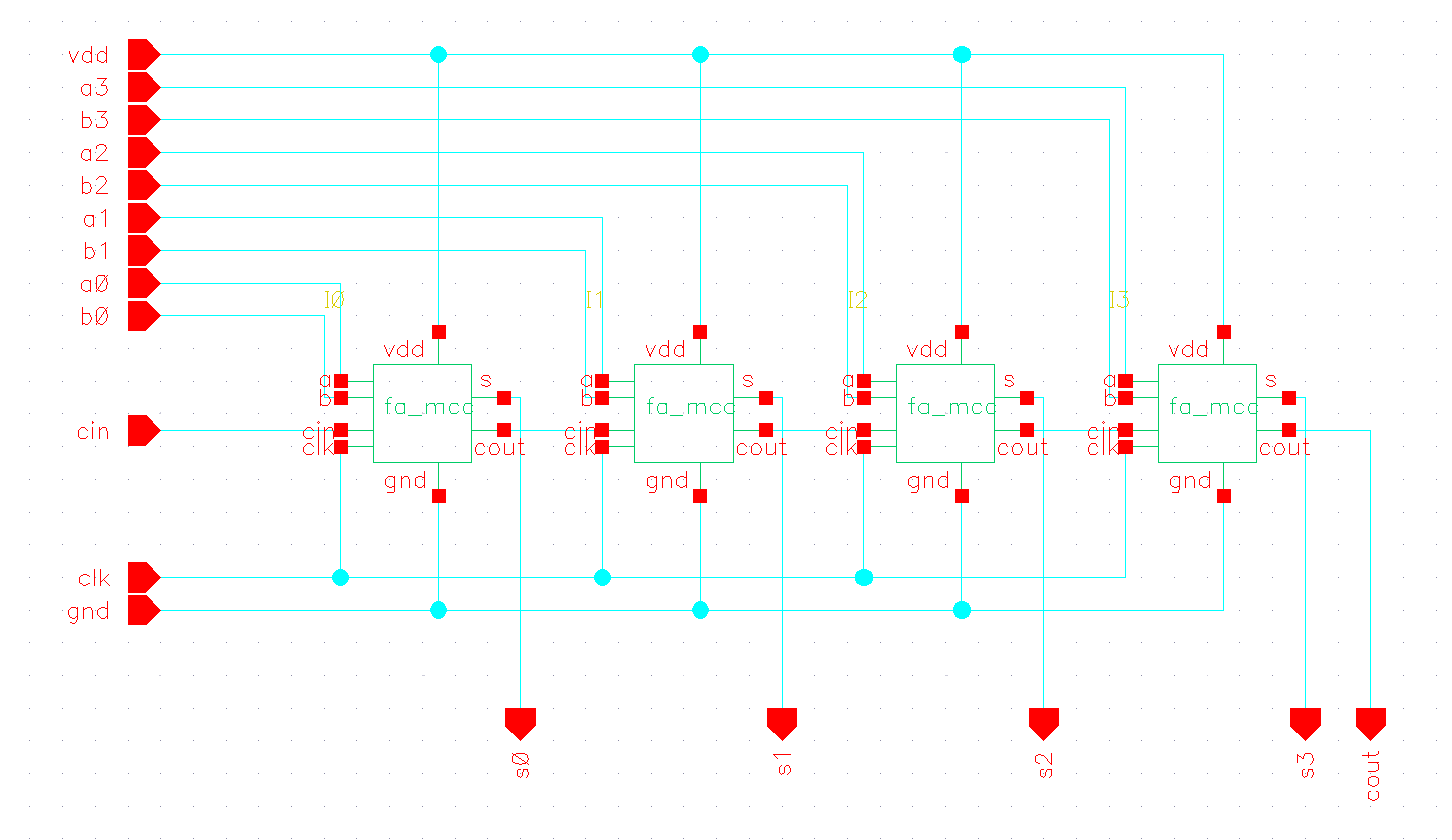 vdd
a3
b3
a2
b2
a1
b1
a0
b0
I0 I1 I2 I3
vdd vdd vdd vdd
a s a s a s a s
b fa_mcc b fa_mcc b fa_mcc b fa_mcc
cin cin cin cin cin
clk cout clk cout clk cout clk cout
gnd gnd gnd gnd
clk
gnd
s0 s1 s2 s3 cout